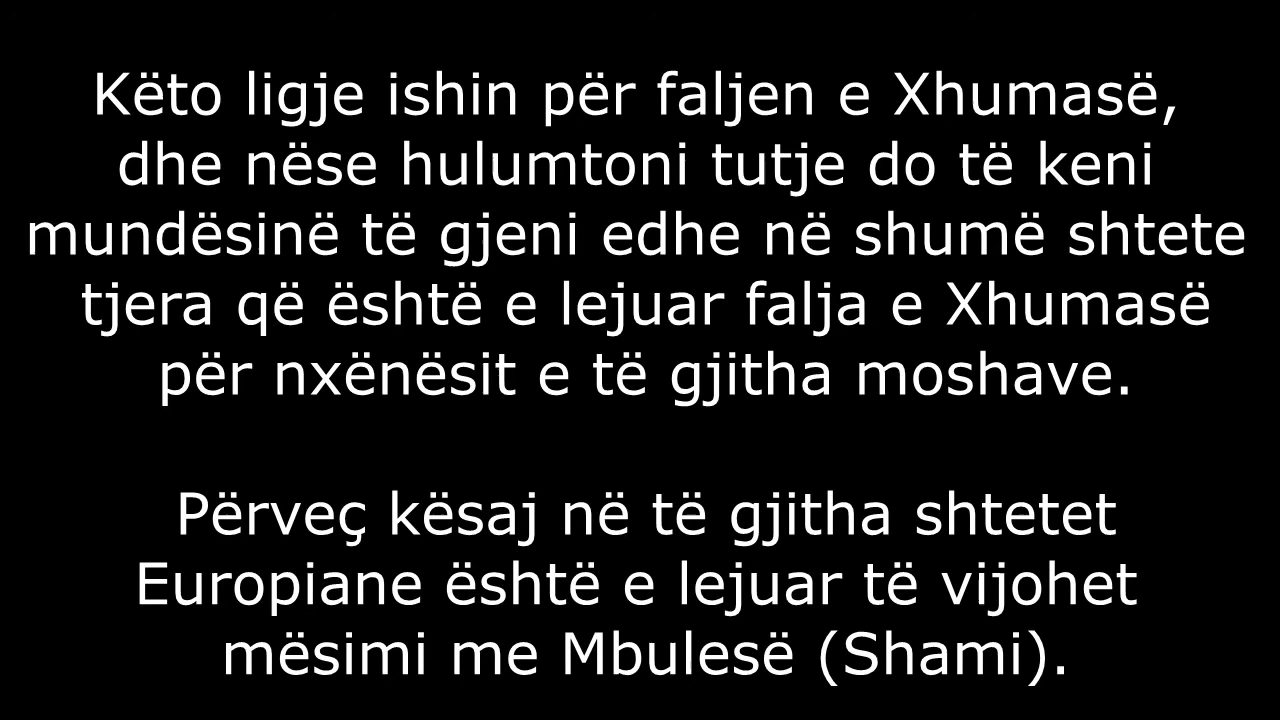 Këto ligje ishin për faljen e Xhumasë,
dhe nëse hulumtoni tutje do të keni
mundësinë të gjeni edhe në shumë shtete
tjera që është e lejuar falja e Xhumasë
për nxënësit e të gjitha moshave.
Përveç kësaj në të gjitha shtetet
Europiane është e lejuar të vijohet
mësimi me Mbulesë (Shami).